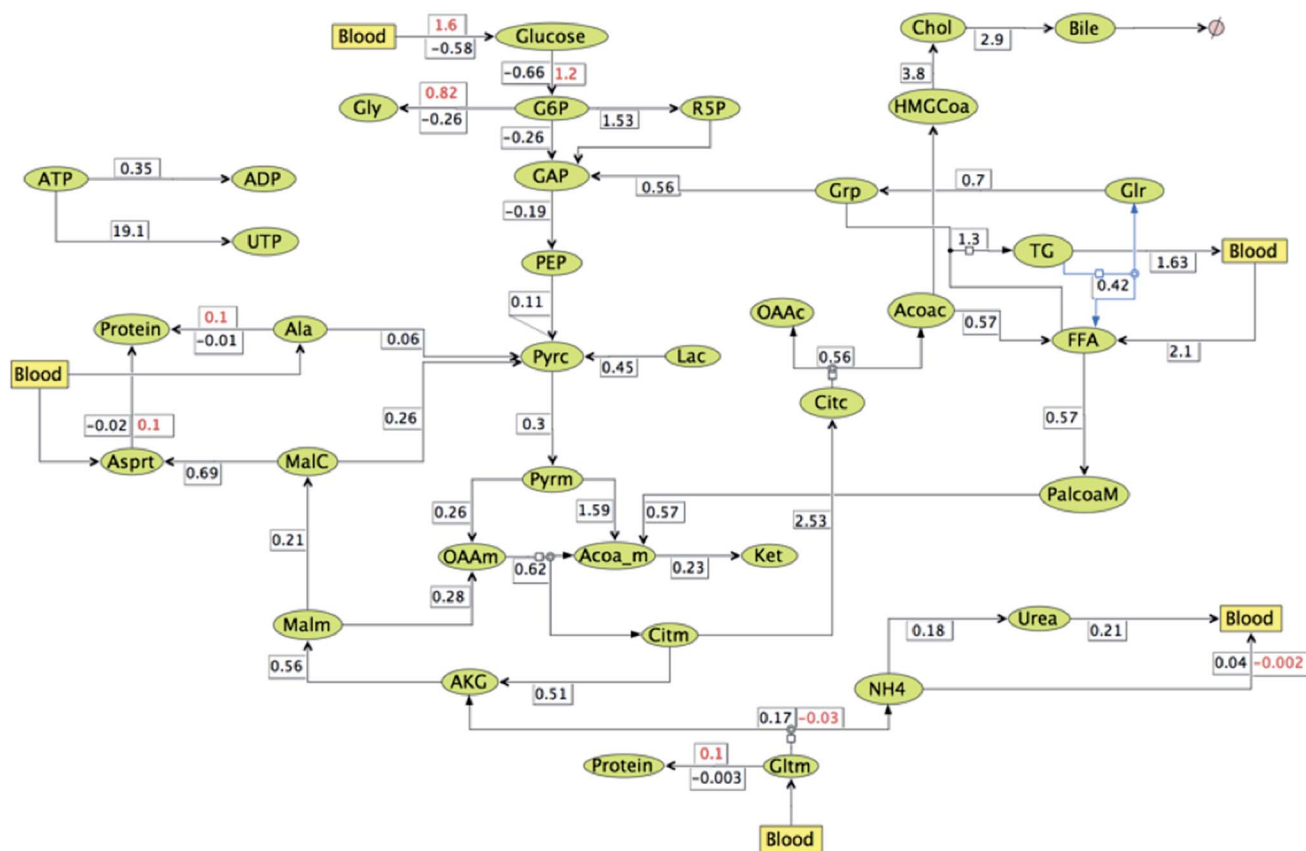 Blood 1.6 Glucose Chol Bile
-0.58 2.9
-0.66 1.2 3.8
0.82 HMGCoa
Gly G6P R5P
-0.26 1.53
-0.26
0.35
ATP ADP GAP Grp 0.7 Glr
0.56
-0.19
19.1 UTP 1.3 TG Blood
PEP 1.63
0.42
0.11
Protein 0.1 Ala OAAc Acoac 0.57
-0.01 0.06 FFA
Pyrc Lac 0.56 2.1
Blood 0.45
Citc
-0.02 0.1 0.26 0.3 0.57
Asprt MalC
0.69 Pyrm
PalcoaM
0.26 1.59 0.57 2.53
0.21
OAAm Acoa_m Ket
0.62 0.23
0.28
Malm Citm Urea Blood
0.18 0.21
0.56 0.04 -0.002
AKG 0.51 NH4
0.17 -0.03
Protein 0.1 Gltm
-0.003
Blood